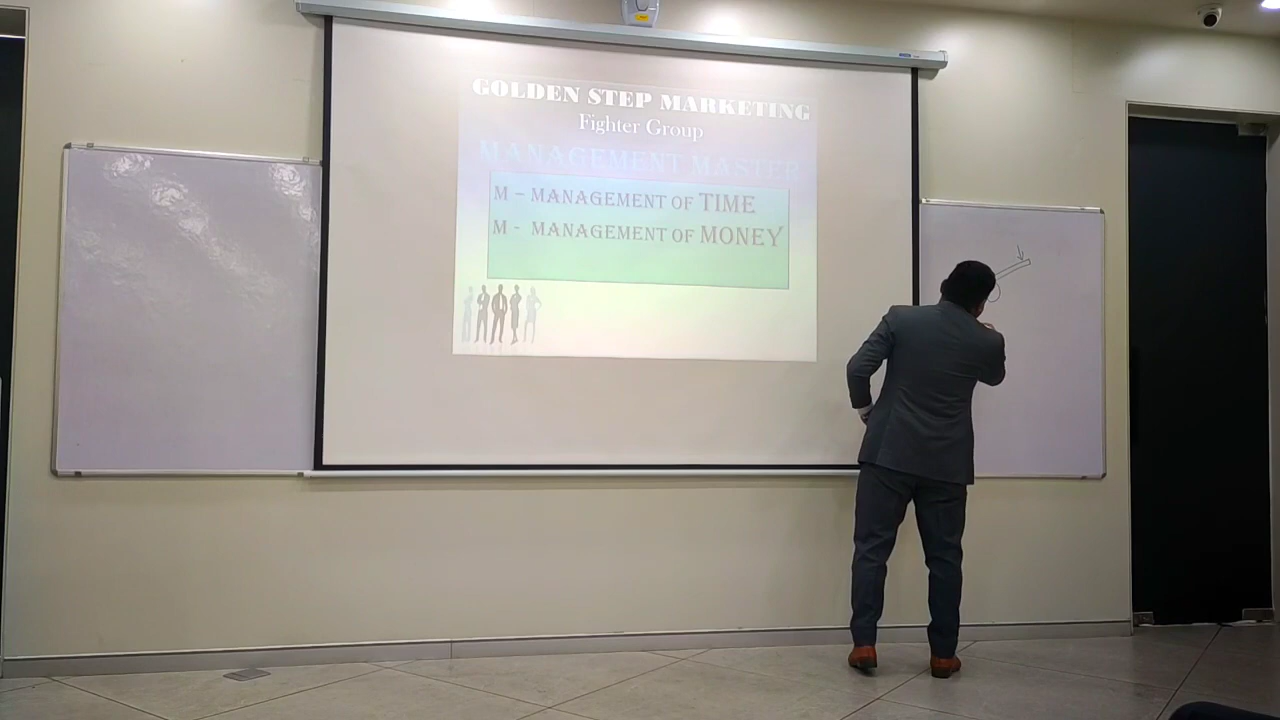 GOLDEN STEP MARKETING
Fighter Group
MANAGEMENT MASTER
M – MANAGEMENT OF TIME
M - MANAGEMENT OF MONEY